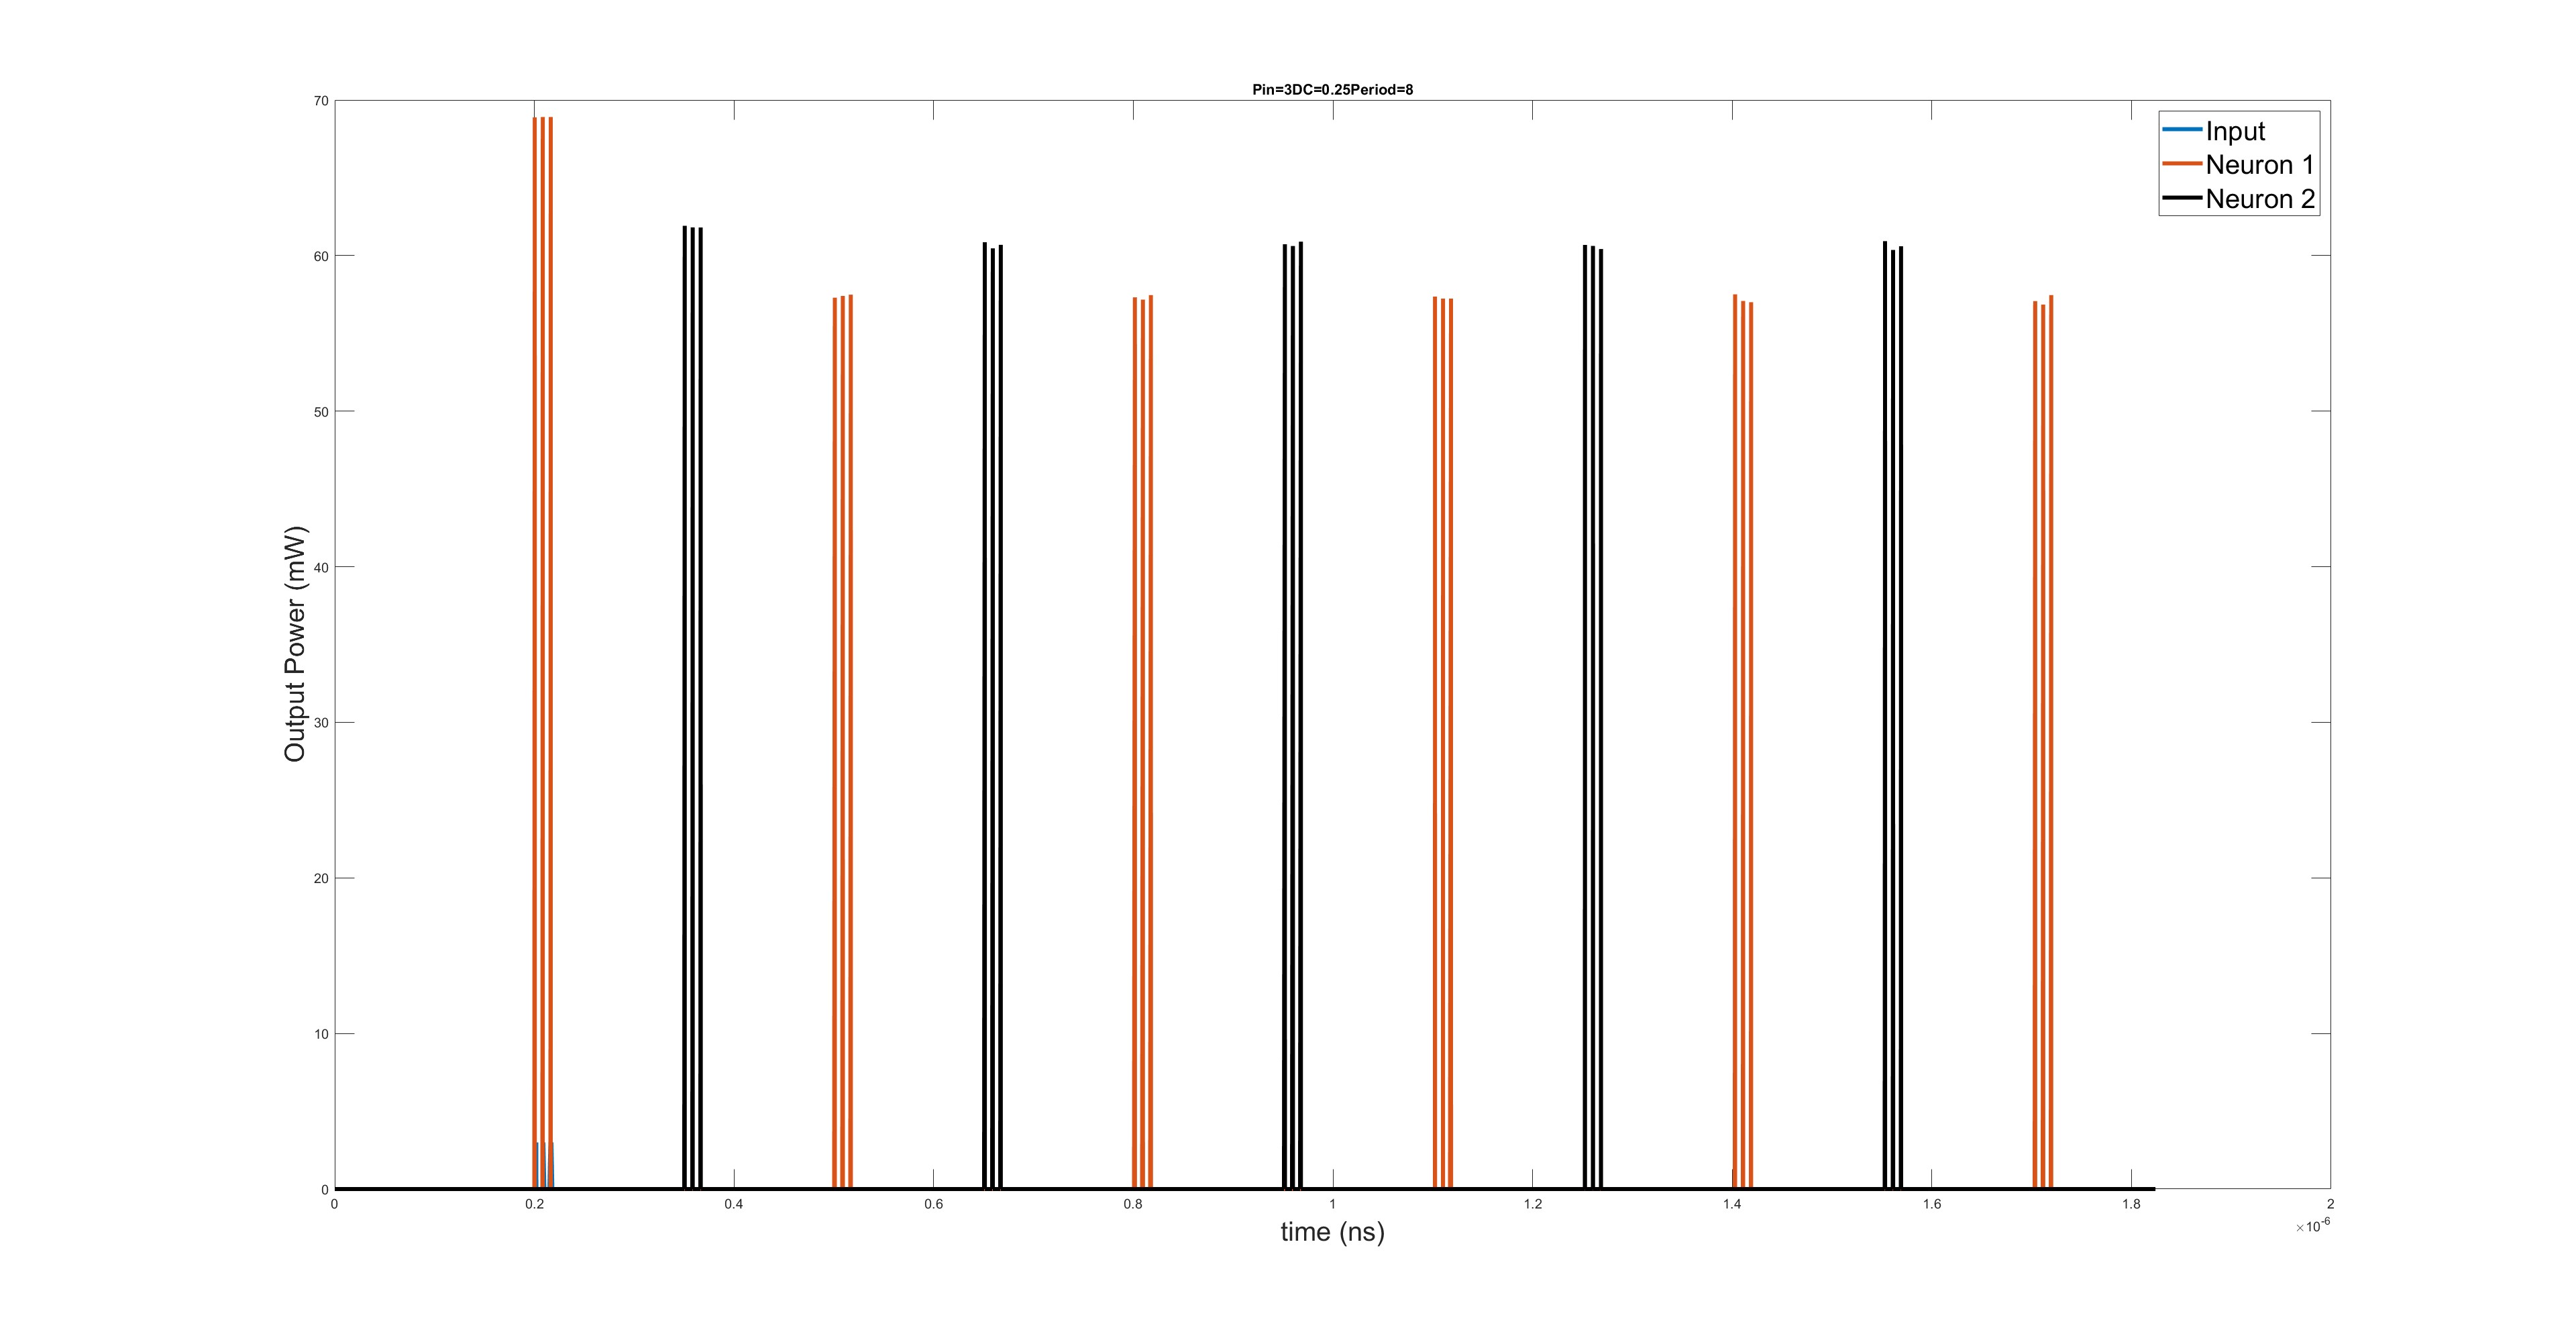 Pin=3DC=0.25Period=8
Input
Neuron 1
Neuron 2
70
60
50
40
30
20
10
0
Output Power (mW)
0 0.2 0.4 0.6 0.8 1 1.2 1.4 1.6 1.8 2
×10-6
time (ns)